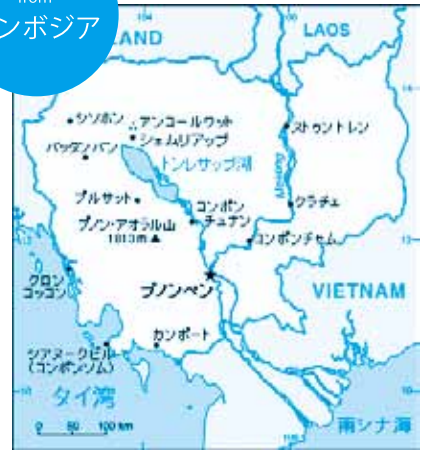 from
ンボジア
LAND
LAOS
104
シソポン
アンコールワット
シェムリアップ
バッタンバン
トンレサップ湖
ストゥントレン
Mekong
プルサット
コンポン
チュナン
クラチェ
プノン・アオラル山
1813m▲
コンポンチャム
クロン
コッコン
プノンペン
VIETNAM
カンポート
シアヌークビル
(コンポンソム)
タイ湾
南シナ海
0 50 100 km